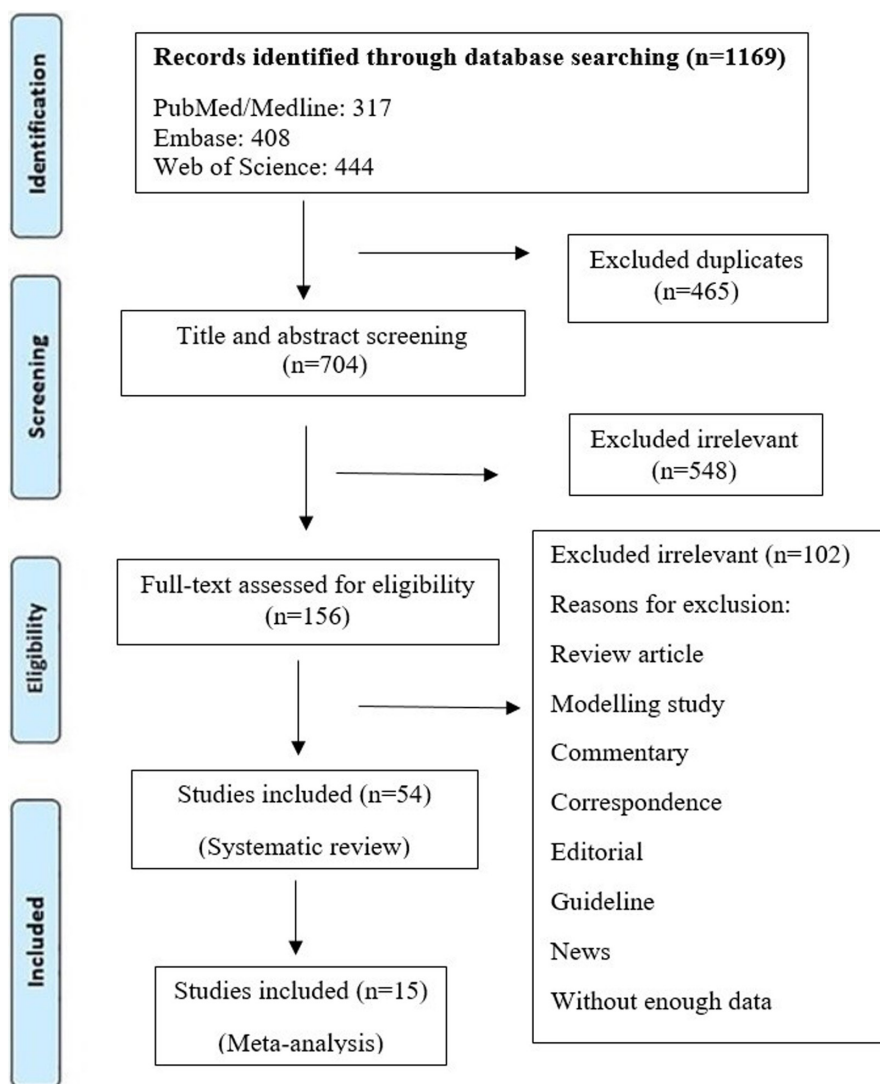 Identification
Records identified through database searching (n=1169)
PubMed/Medline: 317
Embase: 408
Web of Science: 444
Excluded duplicates
(n=465)
Screening
Title and abstract screening
(n=704)
Excluded irrelevant
(n=548)
Eligibility
Full-text assessed for eligibility
(n=156)
Excluded irrelevant (n=102)
Reasons for exclusion:
Review article
Modelling study
Commentary
Correspondence
Editorial
Guideline
News
Without enough data
Included
Studies included (n=54)
(Systematic review)
Studies included (n=15)
(Meta-analysis)